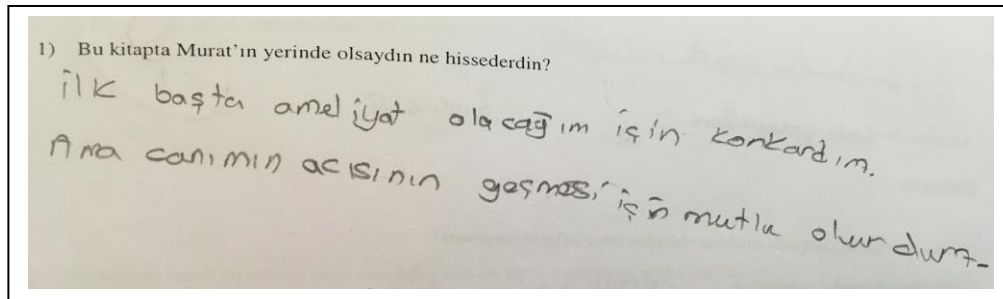 1) Bu kitapta Murat'ın yerinde olsaydın ne hissederdin?
ilk başta ameliyat olacağım için korkardım.
Ama canımın acısının geçmesi için mutlu olurdum.